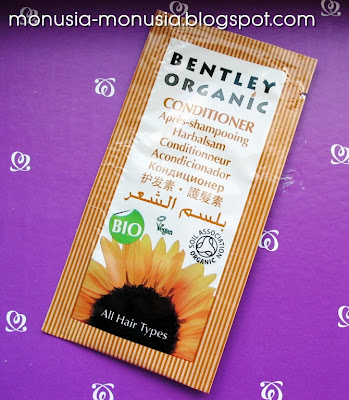 monusia-monusia.blogspot.com
BENTLEY
ORGANIC
CONDITIONER
Après-shampooing
Harbalsam
Conditionneur
Acondicionador
Кондиционер
护发素 · 護髮素
بلسم الشعر
BIO
Vegan
SOIL ASSOCIATION
ORGANIC
All Hair Types